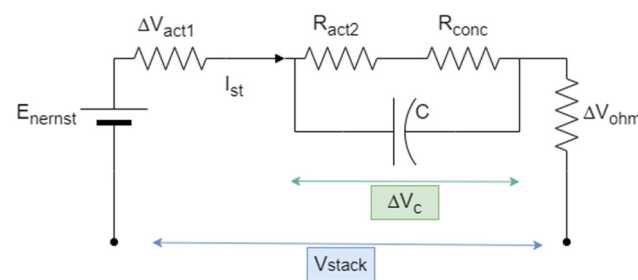 ΔVact1
Ract2
Rconc
Ist
Enernst
C
ΔVohm
ΔVc
Vstack